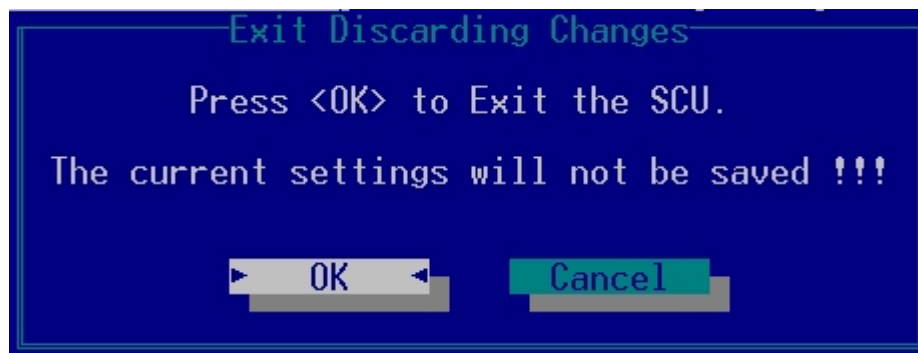 Exit Discarding Changes
Press <OK> to Exit the SCU.
The current settings will not be saved !!!
OK Cancel